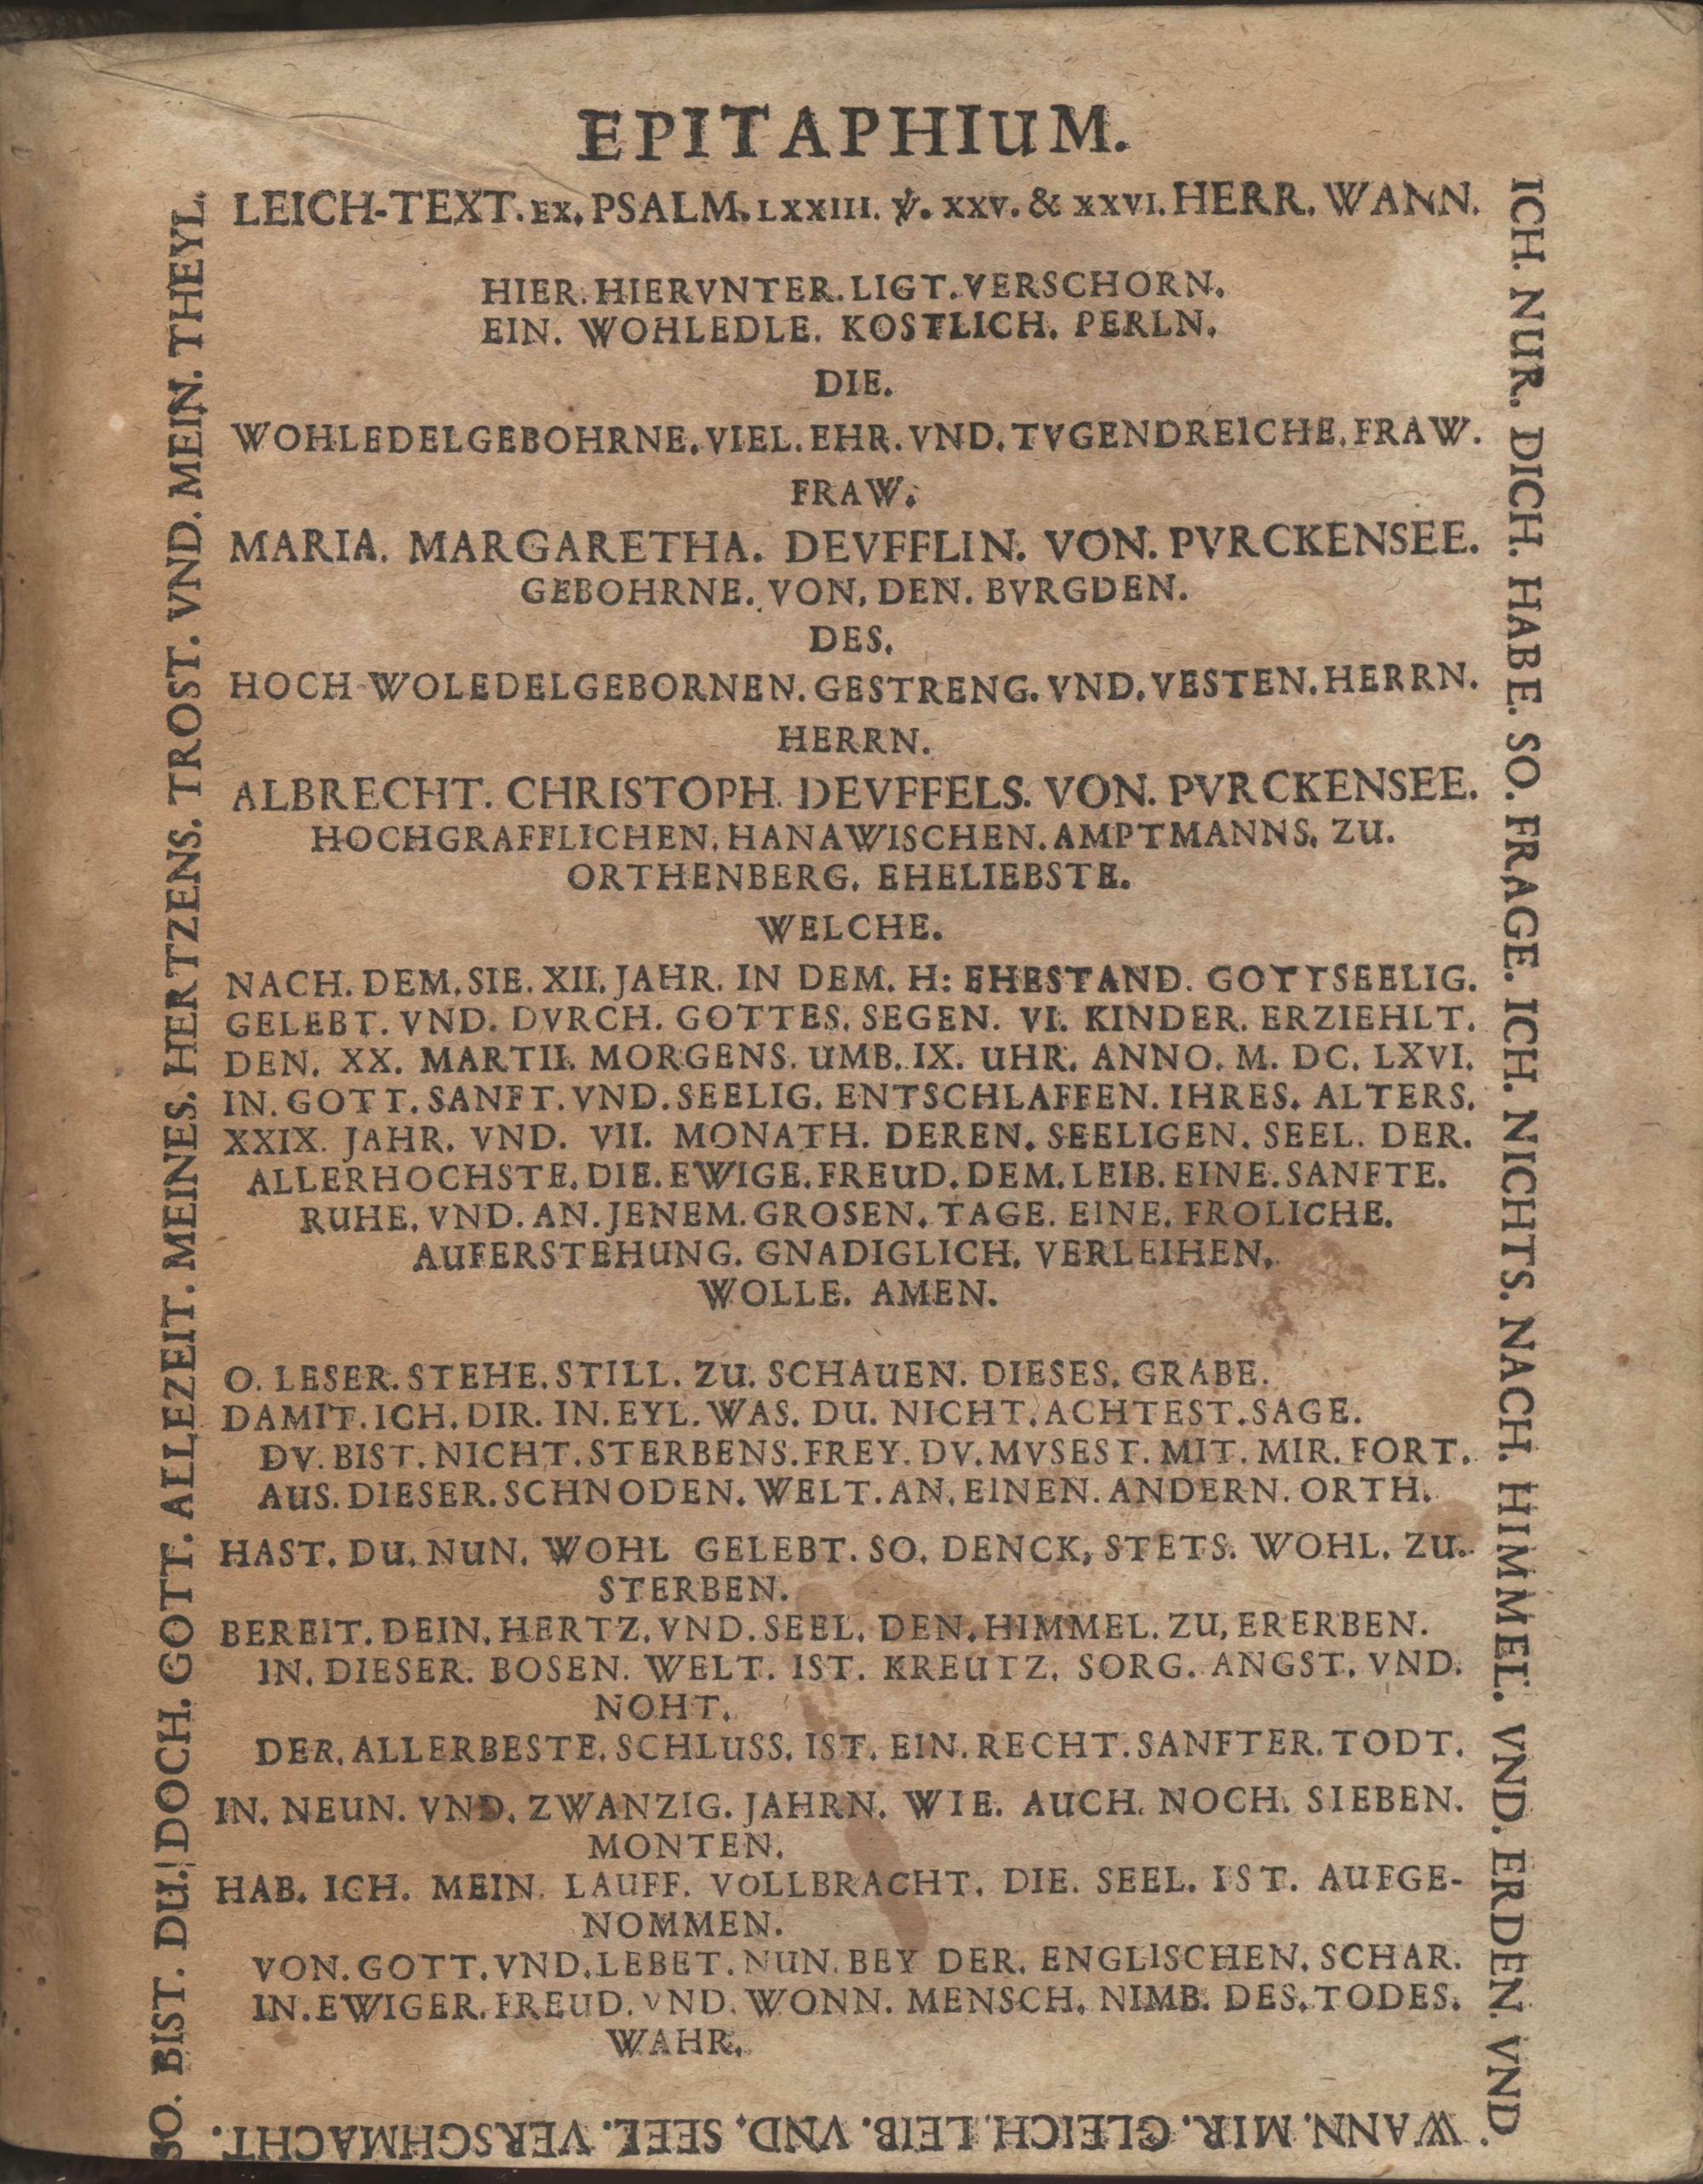 EPITAPHIUM.
LEICH-TEXT. EX. PSALM. LXXIII. ℣. XXV. & XXVI. HERR. WANN.
ICH. NUR. DICH. HABE. SO. FRAGE. ICH. NICHTS. NACH. HIMMEL. VND. ERDEN. VND.
WANN. MIR. GLEICH. LEIB. VND. SEEL. VERSCHMACHT.
SO. BIST. DU. DOCH. GOTT. ALLEZEIT. MEINES. HERTZENS. TROST. VND. MEIN. THEYL.
HIER. HIERVNTER. LIGT. VERSCHORN.
EIN. WOHLEDLE. KOSTLICH. PERLN.
DIE.
WOHLEDELGEBOHRNE. VIEL. EHR. VND. TVGENDREICHE. FRAW.
FRAW.
MARIA. MARGARETHA. DEVFFLIN. VON. PVRCKENSEE.
GEBOHRNE. VON. DEN. BVRGDEN.
DES.
HOCH-WOLEDELGEBORNEN. GESTRENG. VND. VESTEN. HERRN.
HERRN.
ALBRECHT. CHRISTOPH. DEVFFELS. VON. PVRCKENSEE.
HOCHGRAFFLICHEN. HANAWISCHEN. AMPTMANNS. ZU.
ORTHENBERG. EHELIEBSTE.
WELCHE.
NACH. DEM. SIE. XII. JAHR. IN DEM. H: EHESTAND. GOTTSEELIG.
GELEBT. VND. DVRCH. GOTTES. SEGEN. VI. KINDER. ERZIEHLT.
DEN. XX. MARTII. MORGENS. UMB. IX. UHR. ANNO. M. DC. LXVI.
IN. GOTT. SANFT. VND. SEELIG. ENTSCHLAFFEN. IHRES. ALTERS.
XXIX. JAHR. VND. VII. MONATH. DEREN. SEELIGEN. SEEL. DER.
ALLERHOCHSTE. DIE. EWIGE. FREUD. DEM. LEIB. EINE. SANFTE.
RUHE. VND. AN. JENEM. GROSEN. TAGE. EINE. FROLICHE.
AUFERSTEHUNG. GNADIGLICH. VERLEIHEN.
WOLLE. AMEN.
O. LESER. STEHE. STILL. ZU. SCHAUEN. DIESES. GRABE.
DAMIT. ICH. DIR. IN. EYL. WAS. DU. NICHT. ACHTEST. SAGE.
DV. BIST. NICHT. STERBENS. FREY. DV. MVSEST. MIT. MIR. FORT.
AUS. DIESER. SCHNODEN. WELT. AN. EINEN. ANDERN. ORTH.
HAST. DU. NUN. WOHL GELEBT. SO. DENCK, STETS. WOHL. ZU.
STERBEN.
BEREIT. DEIN. HERTZ. VND. SEEL. DEN. HIMMEL. ZU. ERERBEN.
IN. DIESER. BOSEN. WELT. IST. KREUTZ. SORG. ANGST. VND.
NOHT.
DER. ALLERBESTE. SCHLUSS. IST. EIN. RECHT. SANFTER. TODT.
IN. NEUN. VND. ZWANZIG. JAHRN. WIE. AUCH. NOCH. SIEBEN.
MONTEN.
HAB. ICH. MEIN. LAUFF. VOLLBRACHT. DIE. SEEL. IST. AUFGE-
NOMMEN.
VON. GOTT. VND. LEBET. NUN. BEY DER. ENGLISCHEN. SCHAR.
IN. EWIGER. FREUD. VND. WONN. MENSCH. NIMB. DES. TODES.
WAHR.